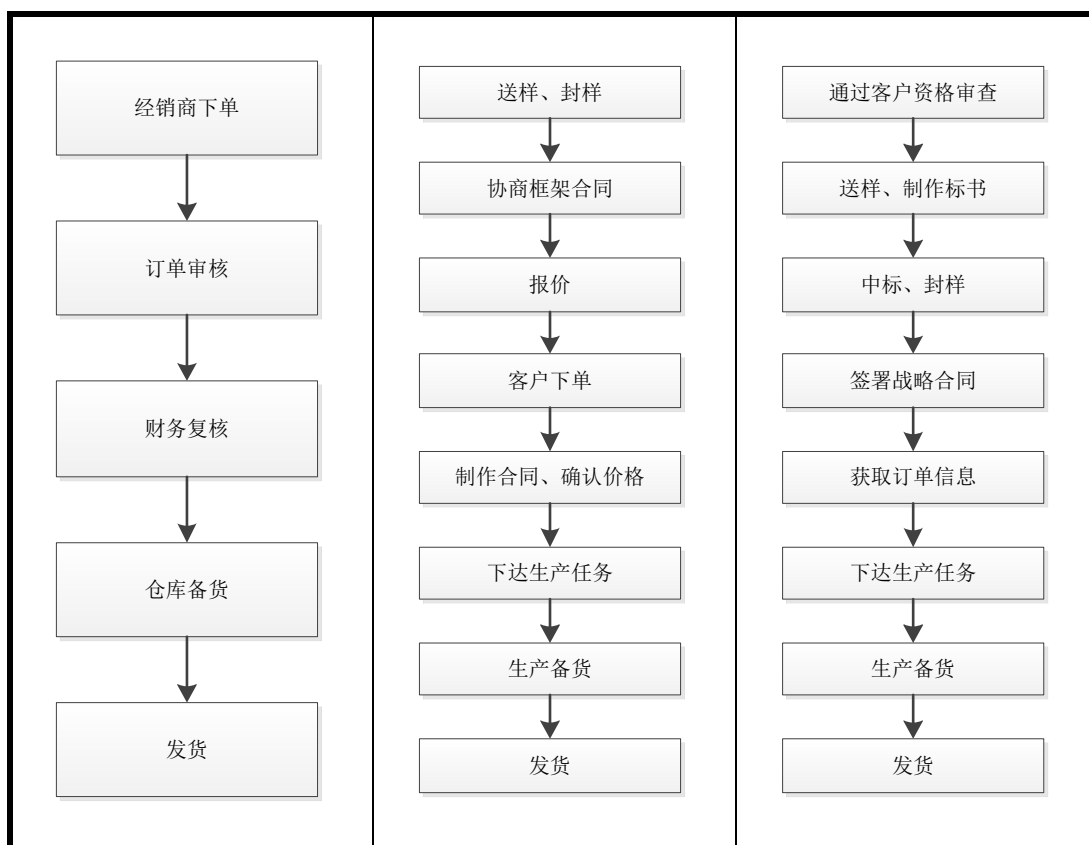 经销商下单
订单审核
财务复核
仓库备货
发货
送样、封样
协商框架合同
报价
客户下单
制作合同、确认价格
下达生产任务
生产备货
发货
通过客户资格审查
送样、制作标书
中标、封样
签署战略合同
获取订单信息
下达生产任务
生产备货
发货